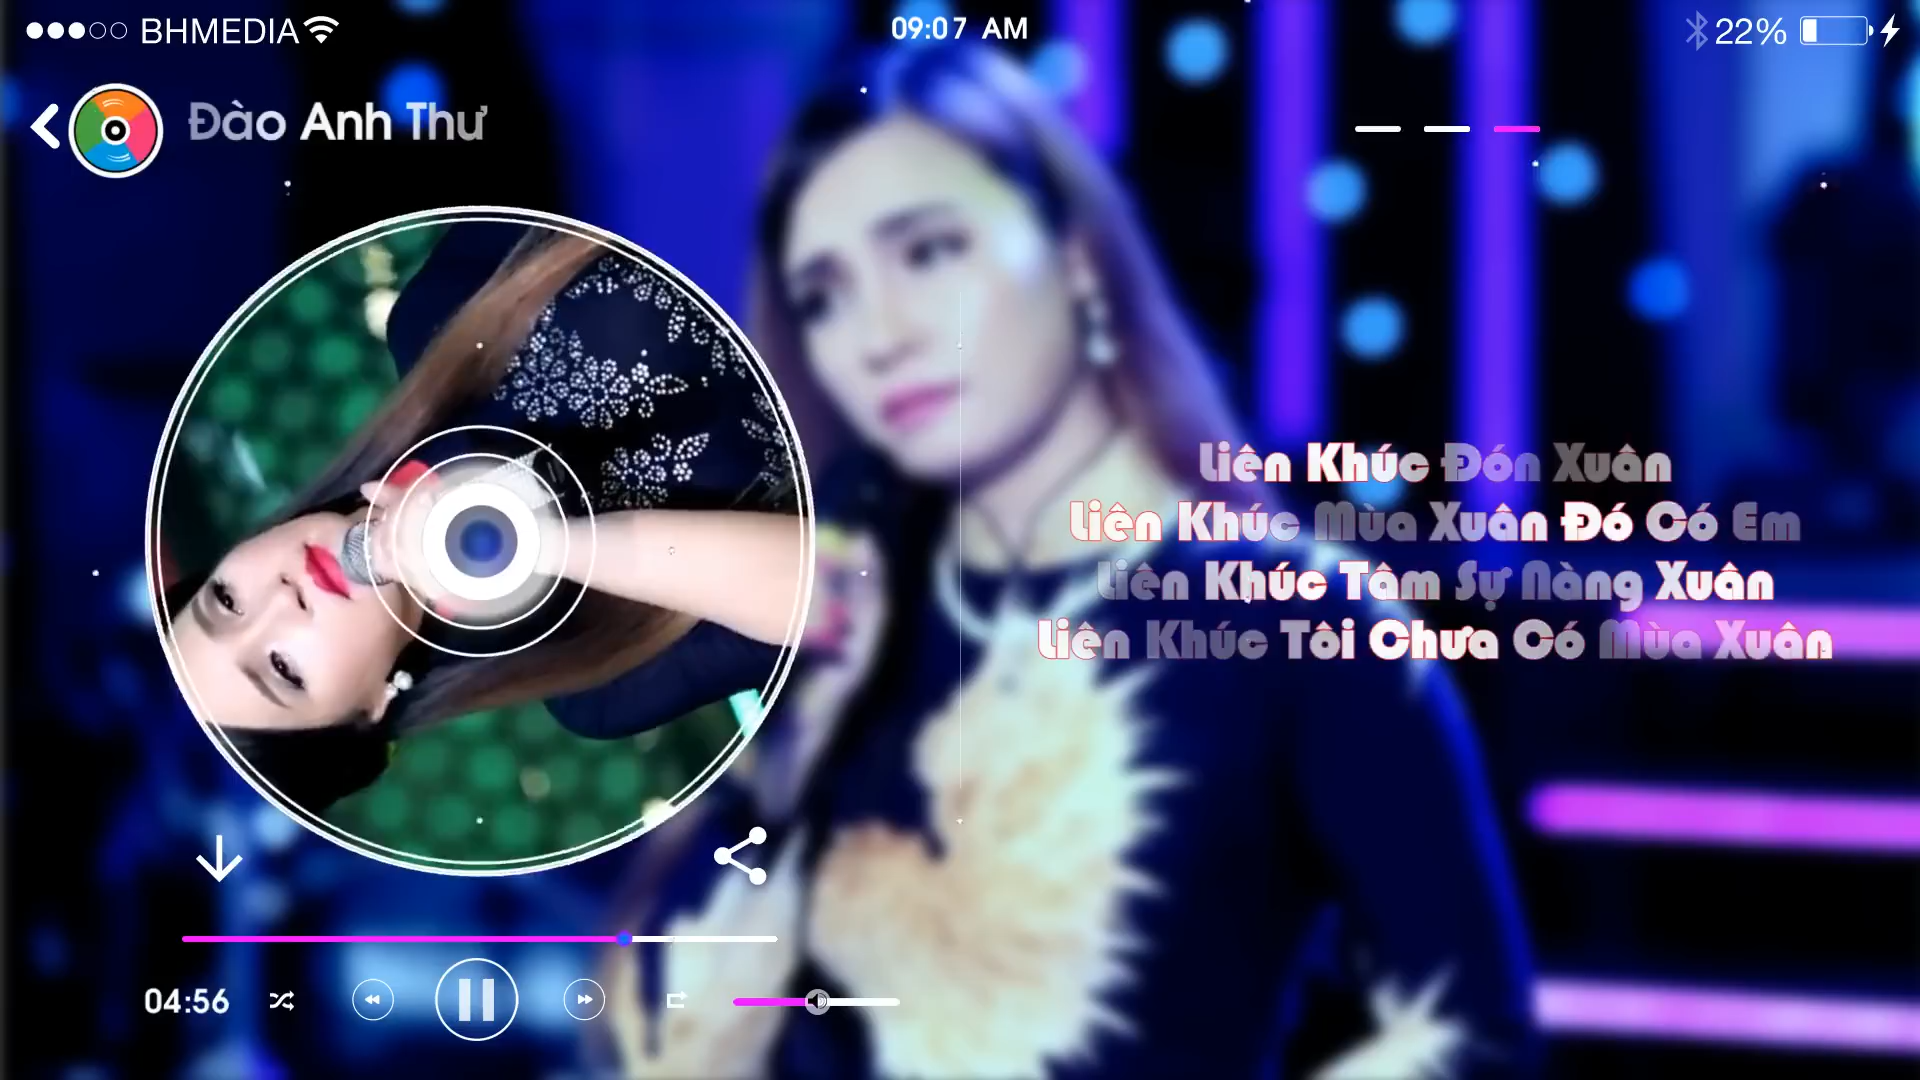 BHMEDIA
09:07 AM
22%
Đào Anh Thư
Liên Khúc Đón Xuân
Liên Khúc Mùa Xuân Đó Có Em
Liên Khúc Tâm Sự Nàng Xuân
Liên Khúc Tôi Chưa Có Mùa Xuân
04:56